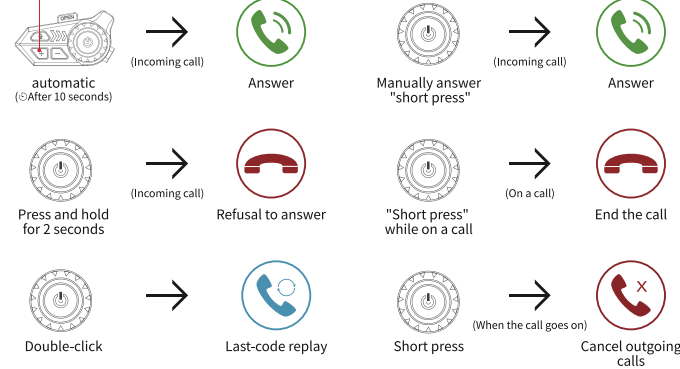 OPEN
automatic
(⏲After 10 seconds)
(Incoming call)
Answer
Manually answer
"short press"
(Incoming call)
Answer
Press and hold
for 2 seconds
(Incoming call)
Refusal to answer
"Short press"
while on a call
(On a call)
End the call
Double-click
Last-code replay
Short press
(When the call goes on)
X
Cancel outgoing
calls